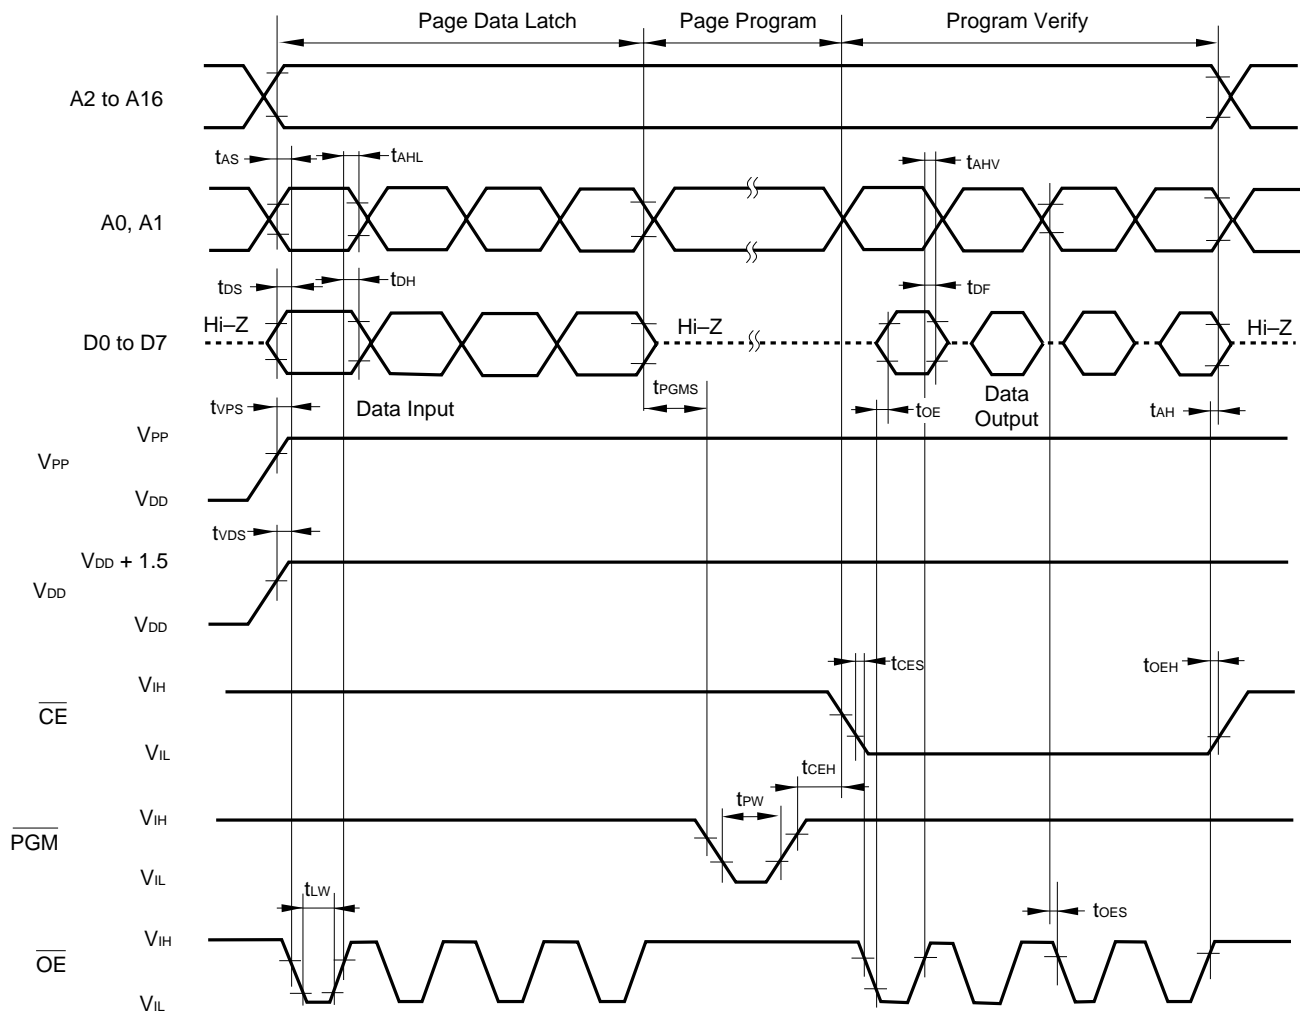 Page Data Latch Page Program Program Verify
A2 to A16
tAS tAHL tAHV
A0, A1
tDS tDH tDF
Hi–Z Hi–Z Hi–Z
D0 to D7
tPGMS
tVPS Data Input tOE Data Output tAH
VPP
VPP
VDD
tVDS
VDD + 1.5
VDD
VDD
tCES tOEH
VIH
CE
VIL
tCEH
tPW
VIH
PGM
VIL
tLW tOES
VIH
OE
VIL